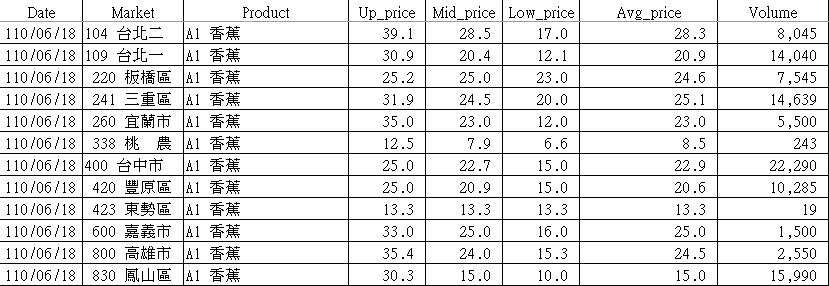 Date Market Product Up_price Mid_price Low_price Avg_price Volume
110/06/18 104 台北二 A1 香蕉 39.1 28.5 17.0 28.3 8,045
110/06/18 109 台北一 A1 香蕉 30.9 20.4 12.1 20.9 14,040
110/06/18 220 板橋區 A1 香蕉 25.2 25.0 23.0 24.6 7,545
110/06/18 241 三重區 A1 香蕉 31.9 24.5 20.0 25.1 14,639
110/06/18 260 宜蘭市 A1 香蕉 35.0 23.0 12.0 23.0 5,500
110/06/18 338 桃　農 A1 香蕉 12.5 7.9 6.6 8.5 243
110/06/18 400 台中市 A1 香蕉 25.0 22.7 15.0 22.9 22,290
110/06/18 420 豐原區 A1 香蕉 25.0 20.9 15.0 20.6 10,285
110/06/18 423 東勢區 A1 香蕉 13.3 13.3 13.3 13.3 19
110/06/18 600 嘉義市 A1 香蕉 33.0 25.0 16.0 25.0 1,500
110/06/18 800 高雄市 A1 香蕉 35.4 24.0 15.3 24.5 2,550
110/06/18 830 鳳山區 A1 香蕉 30.3 15.0 10.0 15.0 15,990